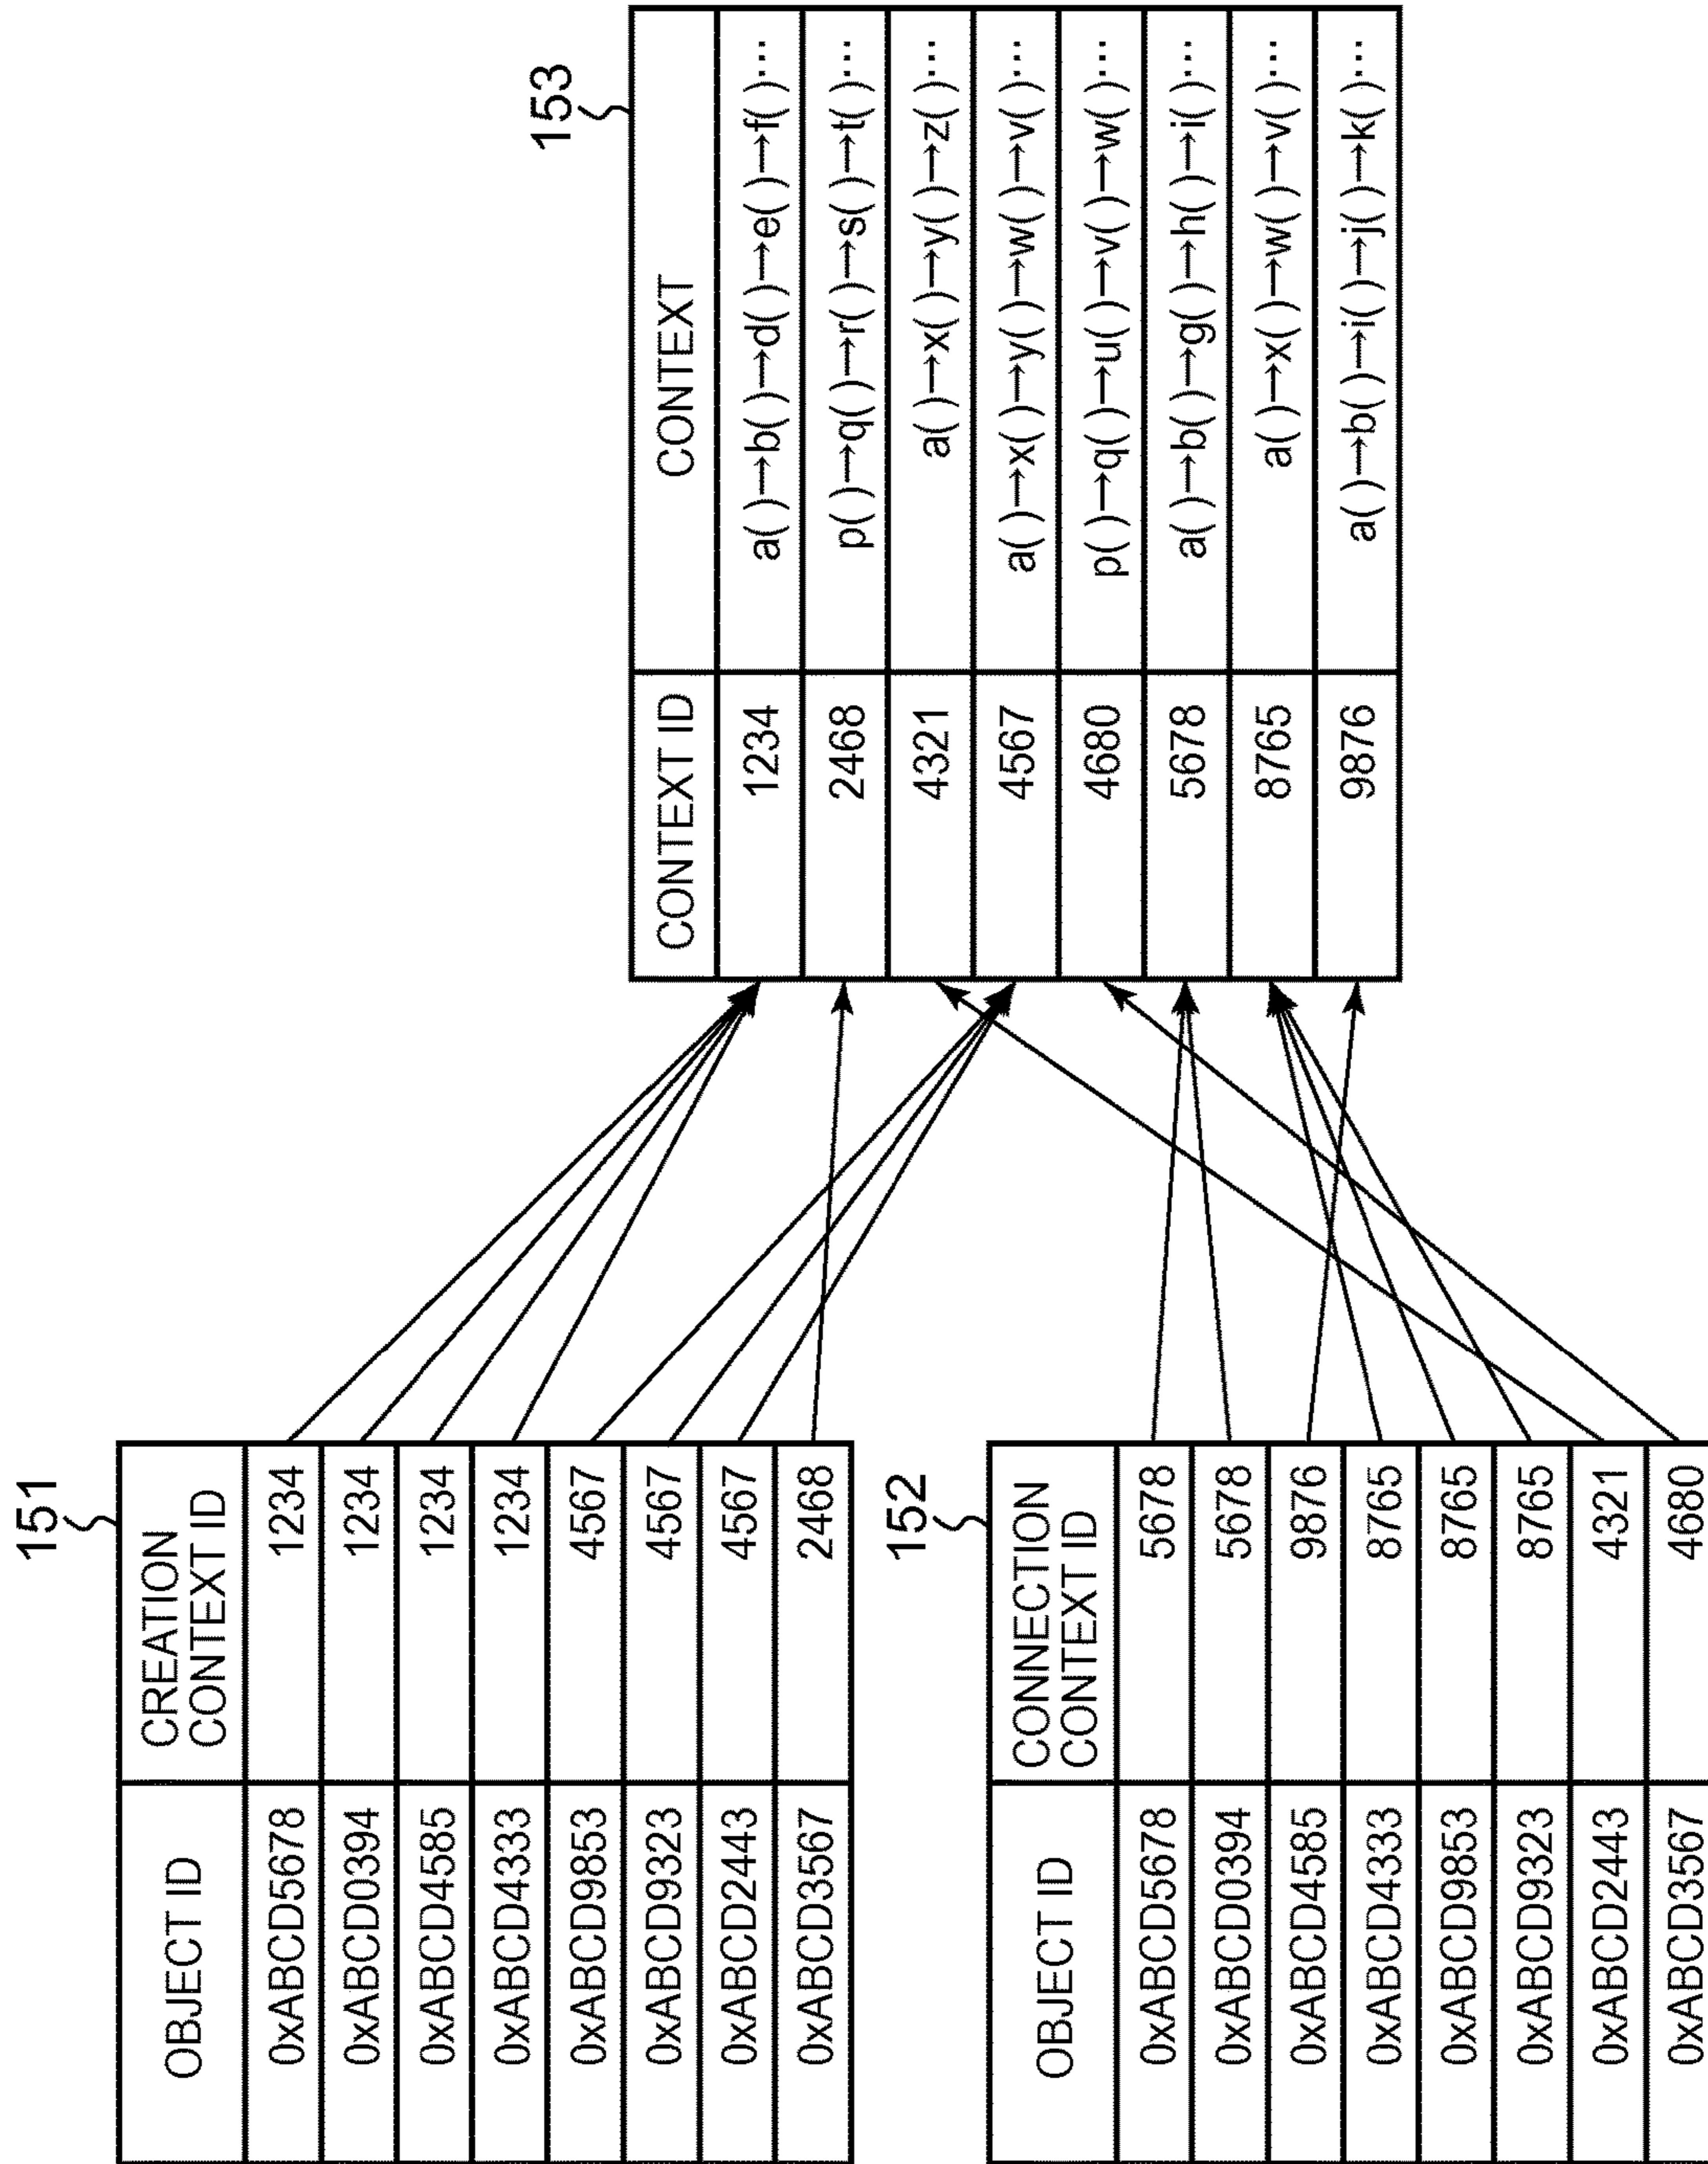 151
OBJECT ID CREATION CONTEXT ID
0xABCD5678 1234
0xABCD0394 1234
0xABCD4585 1234
0xABCD4333 1234
0xABCD9853 4567
0xABCD9323 4567
0xABCD2443 4567
0xABCD3567 2468
152
OBJECT ID CONNECTION CONTEXT ID
0xABCD5678 5678
0xABCD0394 5678
0xABCD4585 9876
0xABCD4333 8765
0xABCD9853 8765
0xABCD9323 8765
0xABCD2443 4321
0xABCD3567 4680
153
CONTEXT ID CONTEXT
1234 a( )→b( )→d( )→e( )→f( )...
2468 p( )→q( )→r( )→s( )→t( )...
4321 a( )→x( )→y( )→z( )...
4567 a( )→x( )→y( )→w( )→v( )...
4680 p( )→q( )→u( )→v( )→w( )...
5678 a( )→b( )→g( )→h( )→i( )...
8765 a( )→x( )→w( )→v( )...
9876 a( )→b( )→i( )→j( )→k( )...